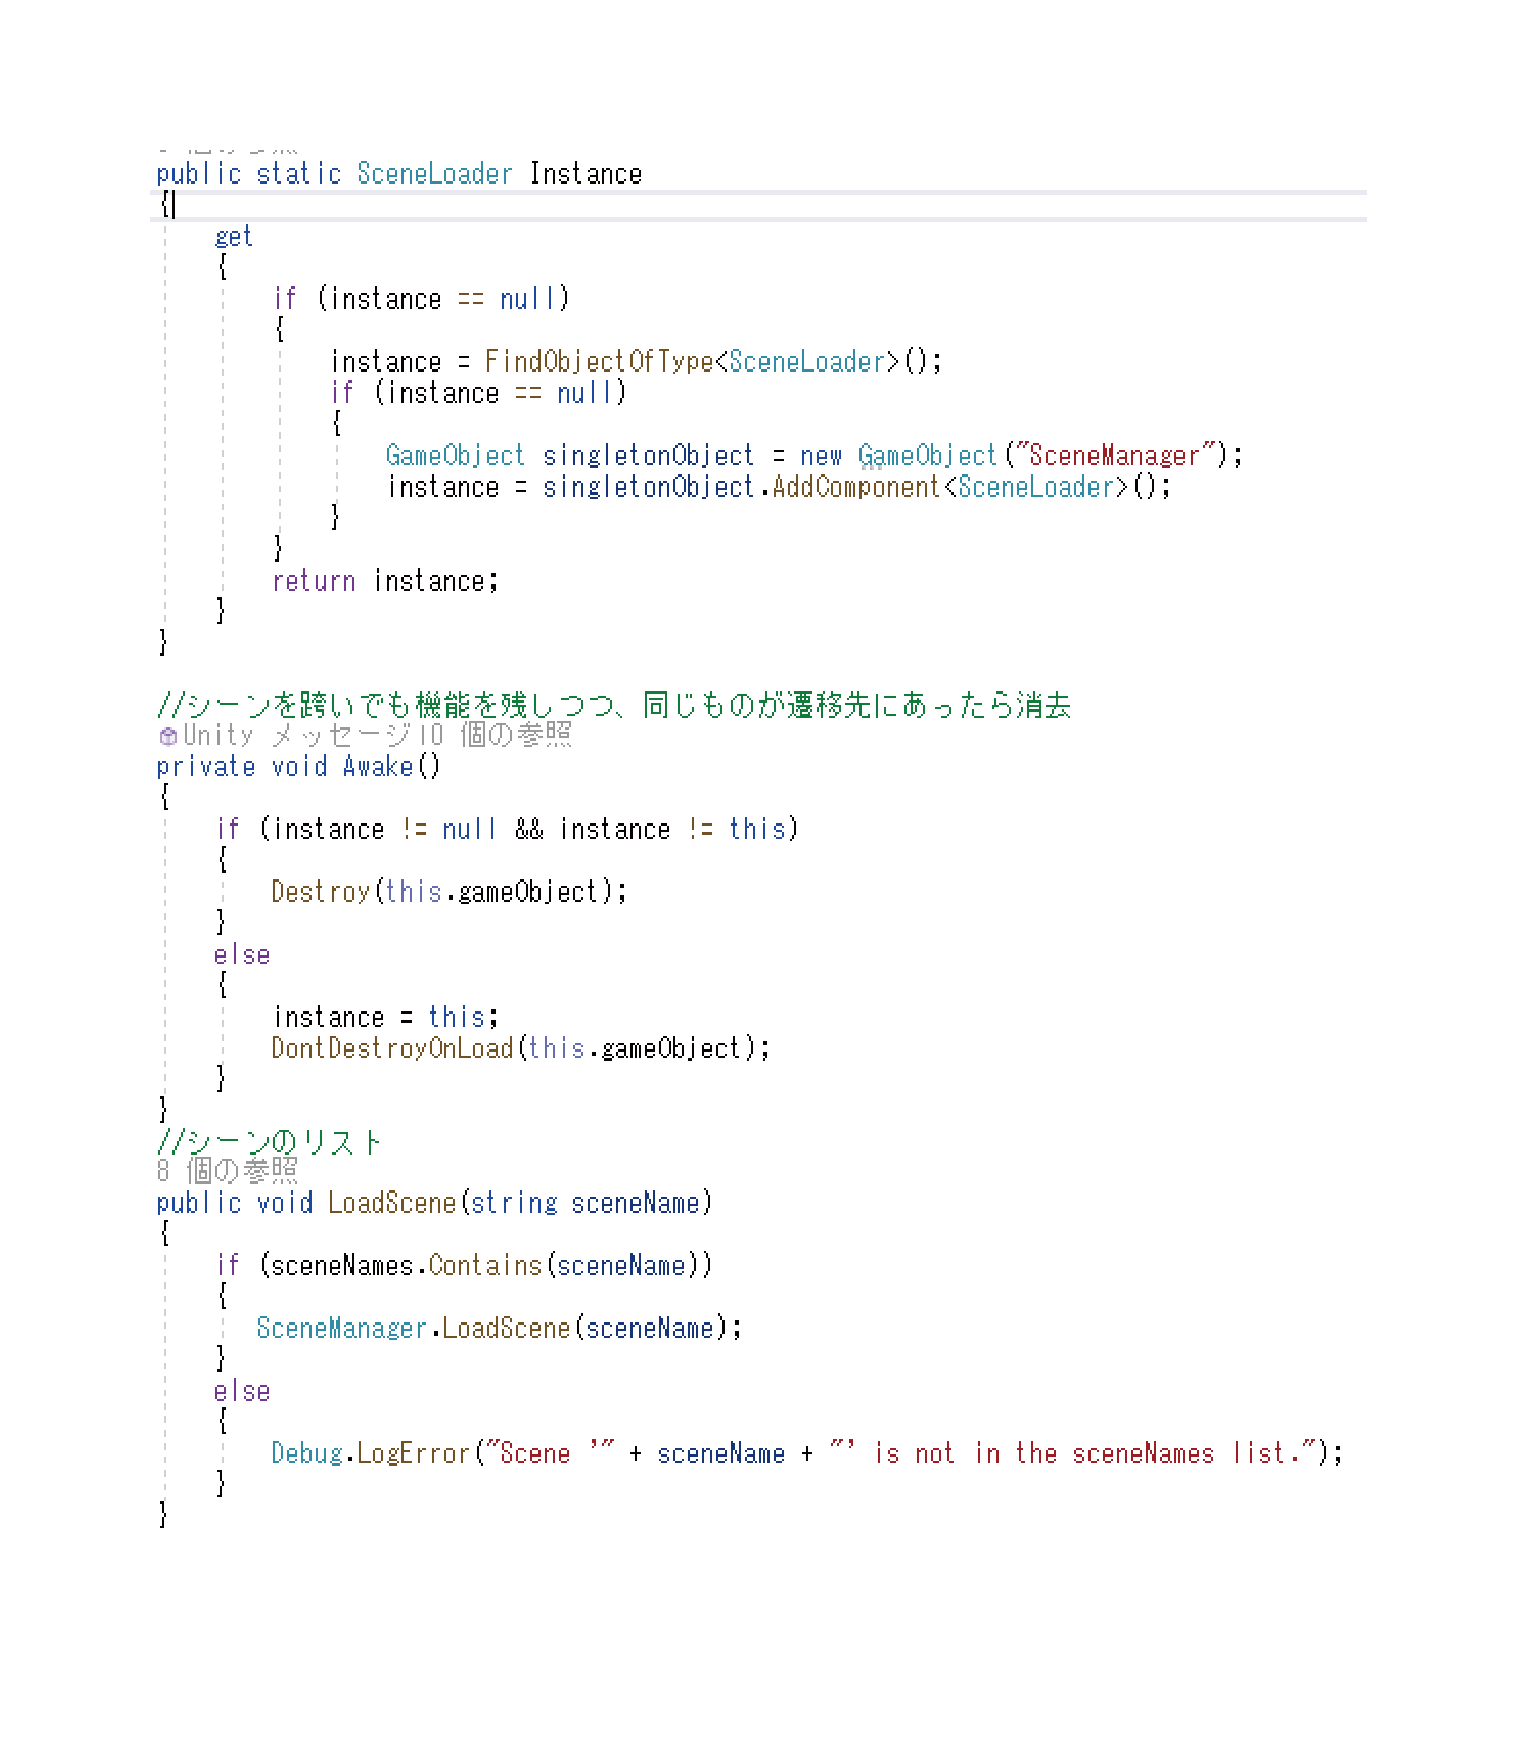 public static SceneLoader Instance
{
get
{
if (instance == null)
{
instance = FindObjectOfType<SceneLoader>();
if (instance == null)
{
GameObject singletonObject = new GameObject("SceneManager");
instance = singletonObject.AddComponent<SceneLoader>();
}
}
return instance;
}
}
//シーンを跨いでも機能を残しつつ、同じものが遷移先にあったら消去
Unity メッセージ|0 個の参照
private void Awake()
{
if (instance != null && instance != this)
{
Destroy(this.gameObject);
}
else
{
instance = this;
DontDestroyOnLoad(this.gameObject);
}
}
//シーンのリスト
8 個の参照
public void LoadScene(string sceneName)
{
if (sceneNames.Contains(sceneName))
{
SceneManager.LoadScene(sceneName);
}
else
{
Debug.LogError("Scene '" + sceneName + "' is not in the sceneNames list.");
}
}